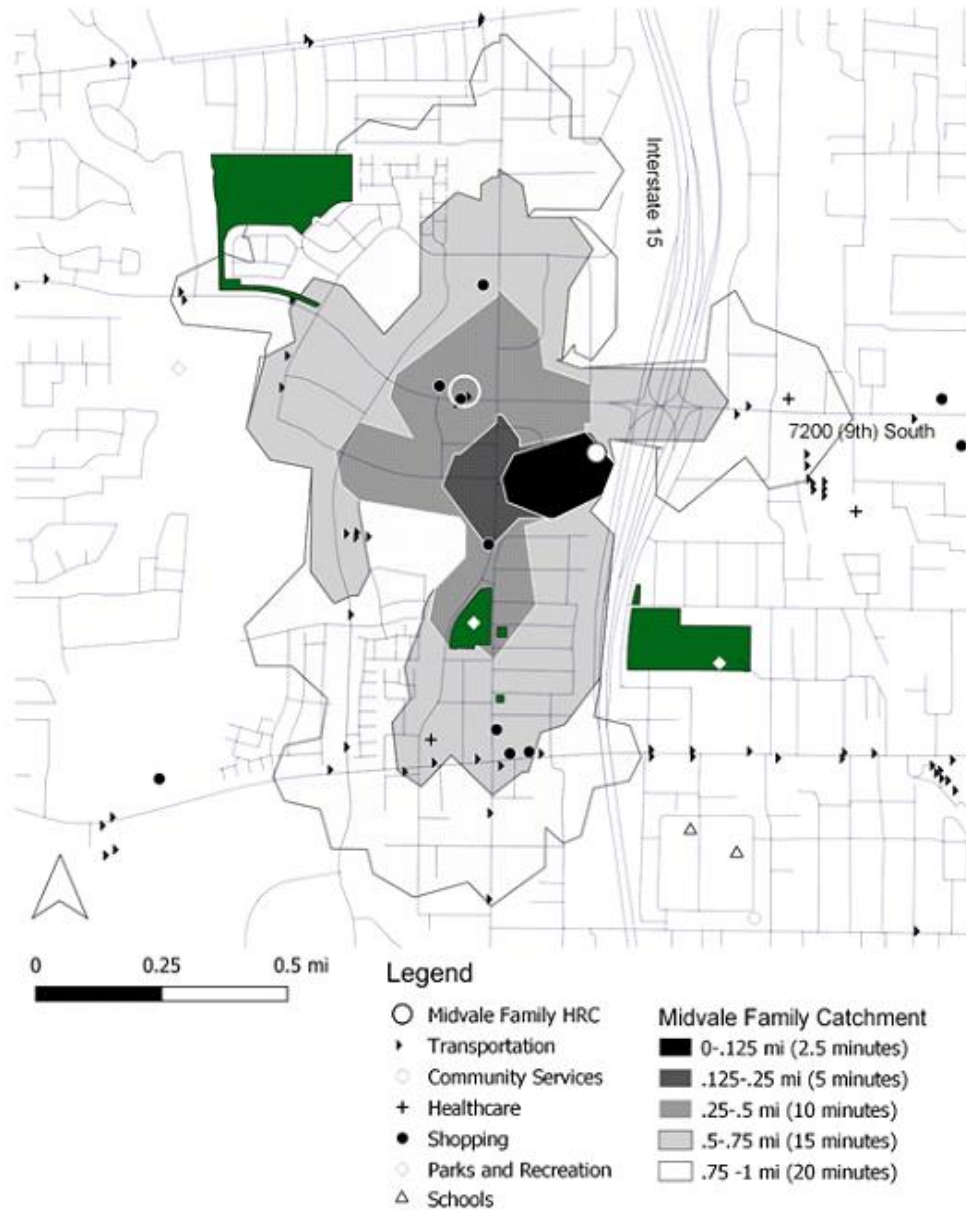 Interstate 15
7200 (9th) South
0 0.25 0.5 mi
Legend
Midvale Family HRC
Transportation
Community Services
Healthcare
Shopping
Parks and Recreation
Schools
Midvale Family Catchment
0-.125 mi (2.5 minutes)
.125-.25 mi (5 minutes)
.25-.5 mi (10 minutes)
.5-.75 mi (15 minutes)
.75 -1 mi (20 minutes)